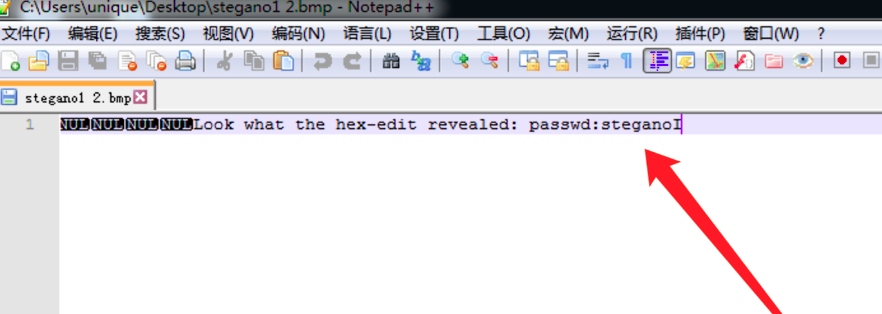 C:\Users\unique\Desktop\stegano1 2.bmp - Notepad++
文件(F) 编辑(E) 搜索(S) 视图(V) 编码(N) 语言(L) 设置(T) 工具(O) 宏(M) 运行(R) 插件(P) 窗口(W) ?
stegano1 2.bmp
1 NULNULNULNULLook what the hex-edit revealed: passwd:steganoI